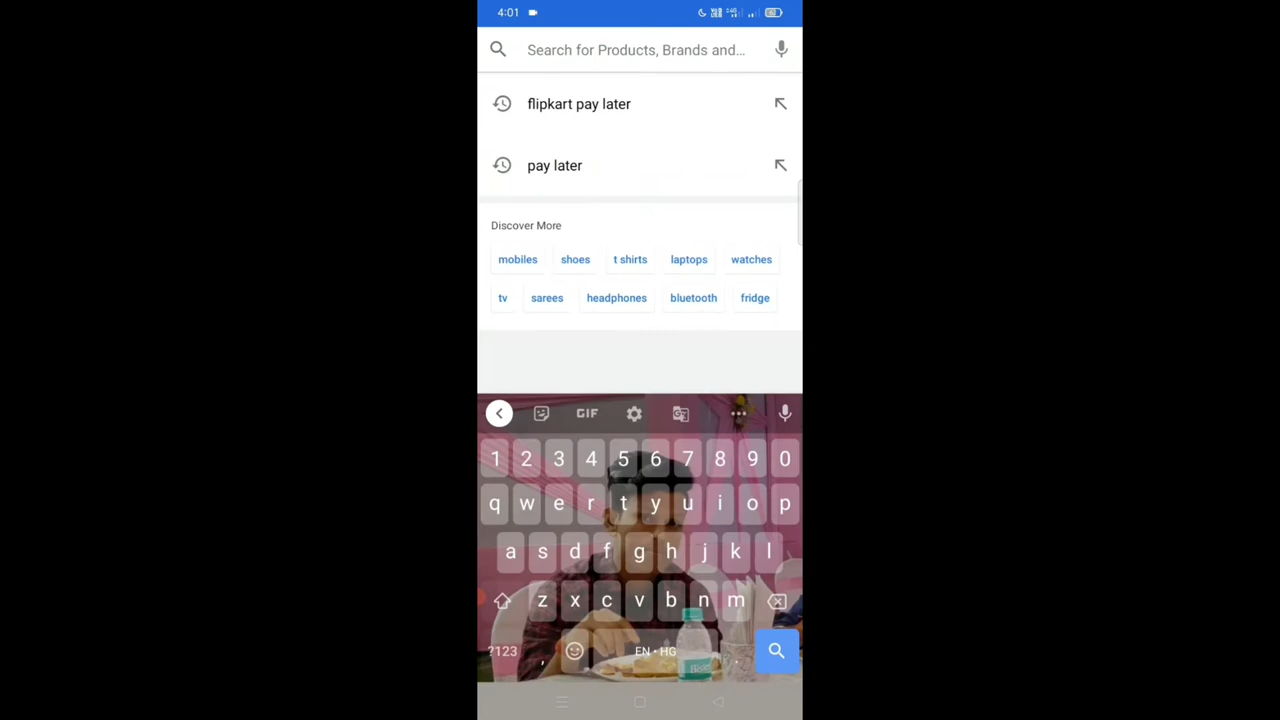 4:01
Search for Products, Brands and...
flipkart pay later
pay later
Discover More
mobiles shoes t shirts laptops watches
tv sarees headphones bluetooth fridge
GIF
1 2 3 4 5 6 7 8 9 0
q w e r t y u i o p
a s d f g h j k l
z x c v b n m
?123 , EN • HG .